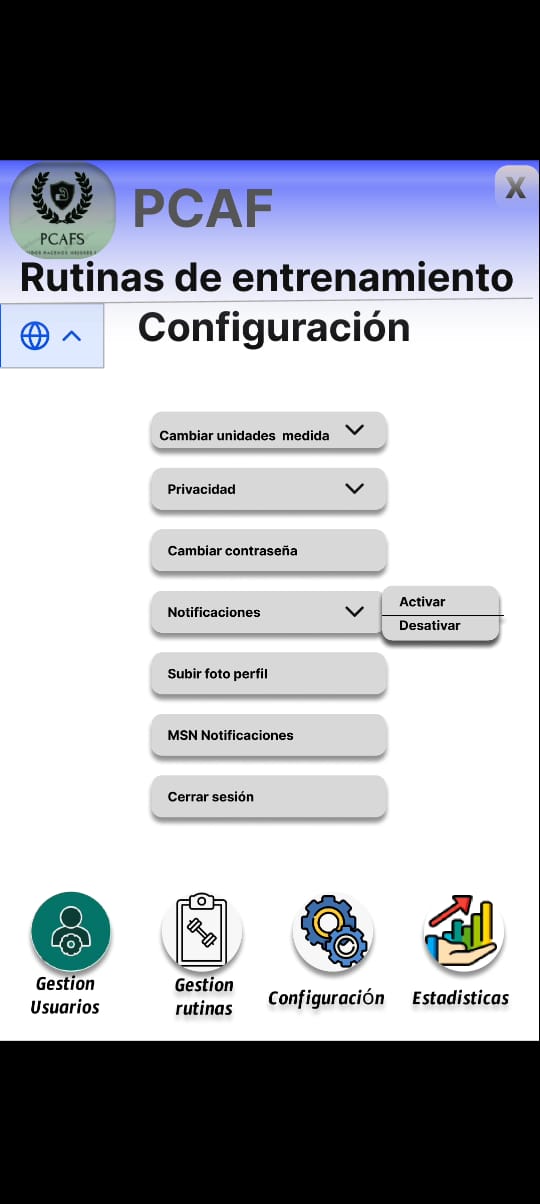 X
PCAF
PCAFS
Rutinas de entrenamiento
Configuración
Cambiar unidades medida
Privacidad
Cambiar contraseña
Notificaciones
Activar
Desativar
Subir foto perfil
MSN Notificaciones
Cerrar sesión
Gestion
Usuarios
Gestion
rutinas
Configuración
Estadisticas